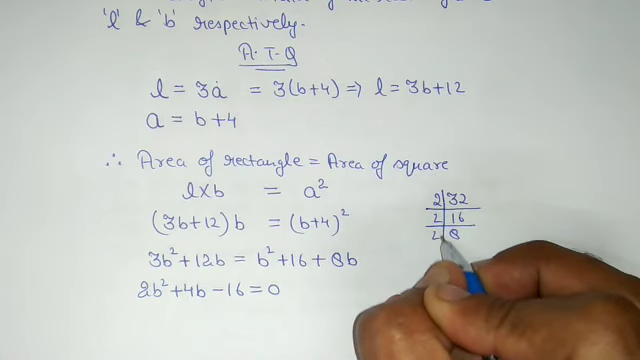 'l' & 'b' respectively.
A.T.Q
l = 3a = 3(b+4) ⇒ l = 3b+12
a = b+4
∴ Area of rectangle = Area of square
l×b = a²
(3b+12)b = (b+4)²
3b²+12b = b²+16+8b
2b²+4b-16=0
2|32
2|16
2|8